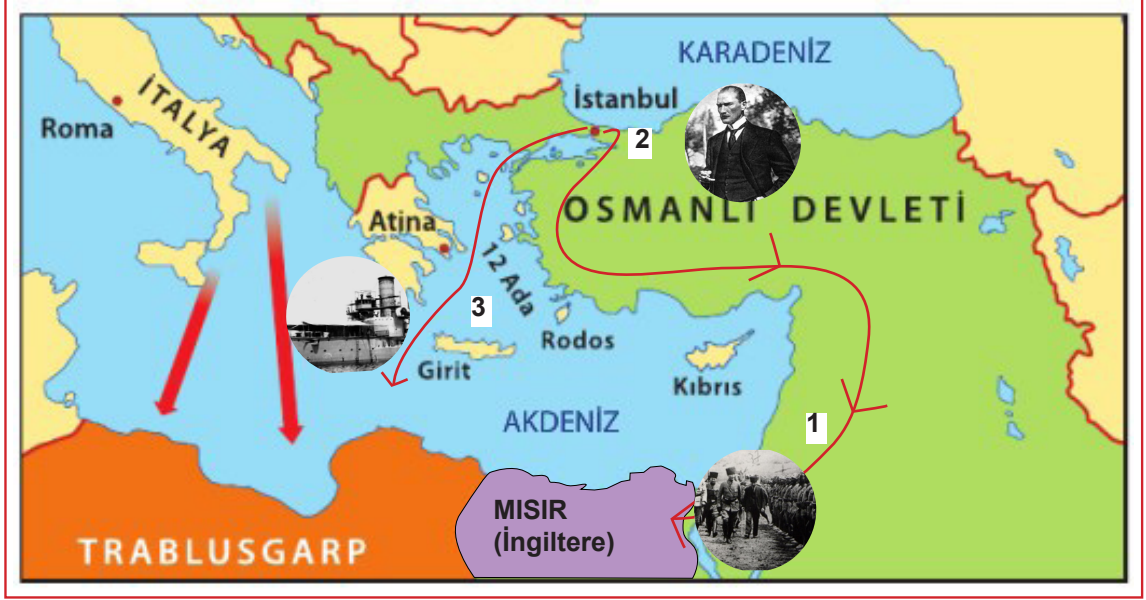 KARADENİZ
İTALYA
Roma
İstanbul
2
OSMANLI DEVLETİ
Atina
12 Ada
3
Rodos
Girit
Kıbrıs
AKDENİZ
1
MISIR
(İngiltere)
TRABLUSGARP